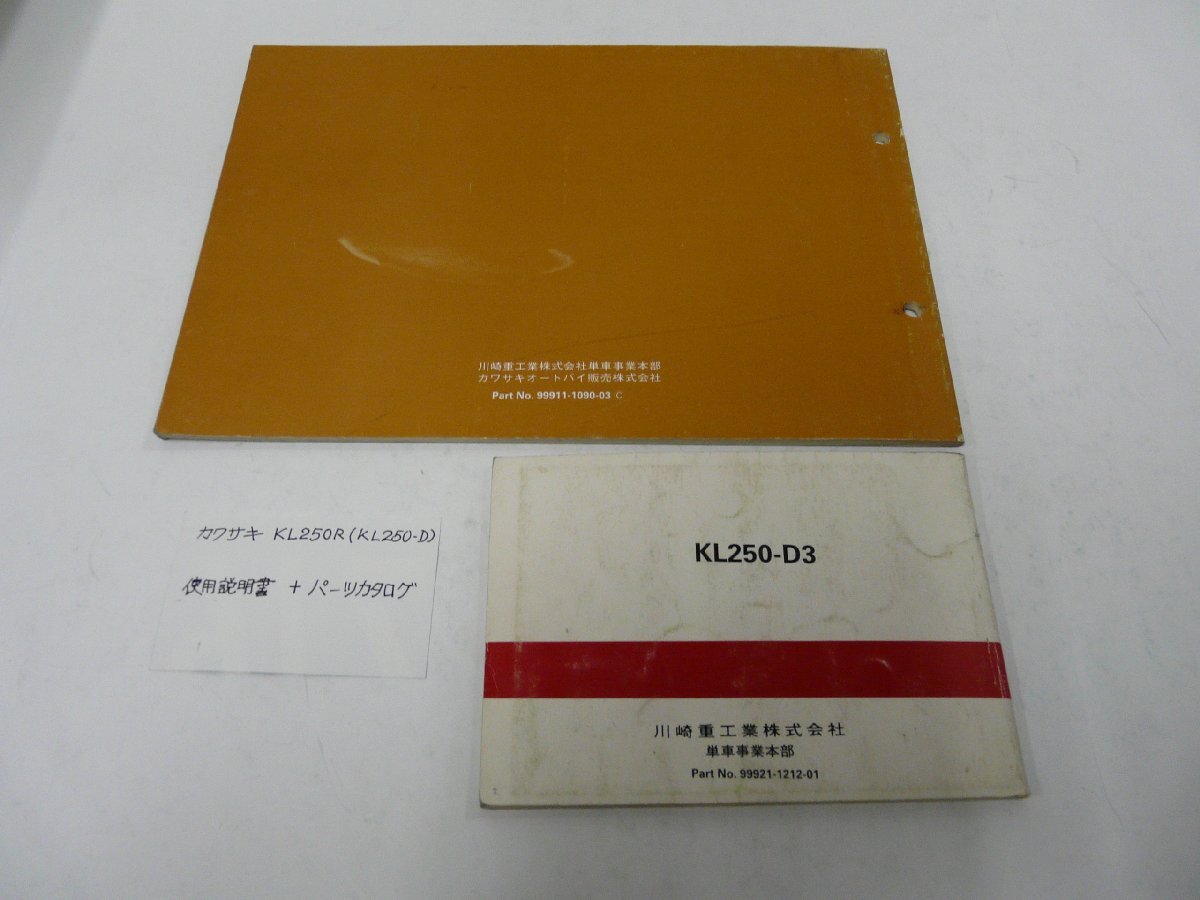 川崎重工業株式会社単車事業本部
カワサキオートバイ販売株式会社
Part No. 99911-1090-03 C
カワサキ KL250R(KL250-D)
使用説明書 + パーツカタログ
KL250-D3
川崎重工業株式会社
単車事業本部
Part No. 99921-1212-01